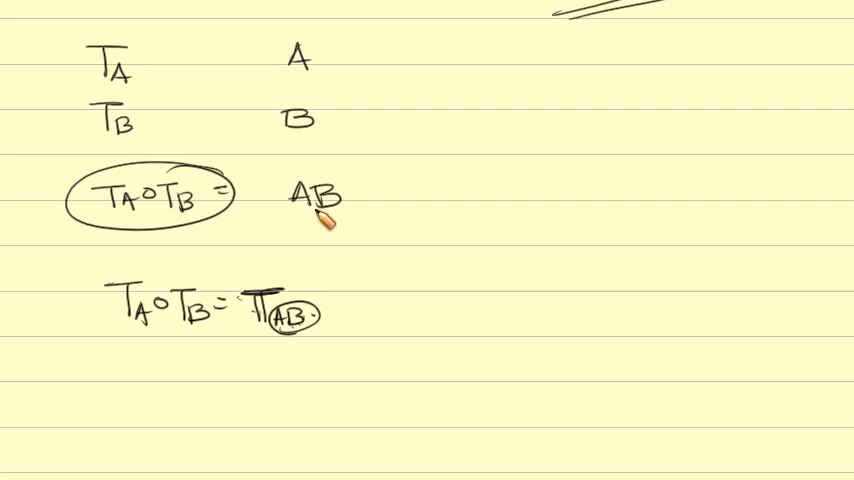 T_A A
T_B B
T_A∘T_B = AB
T_A∘T_B = T_AB.